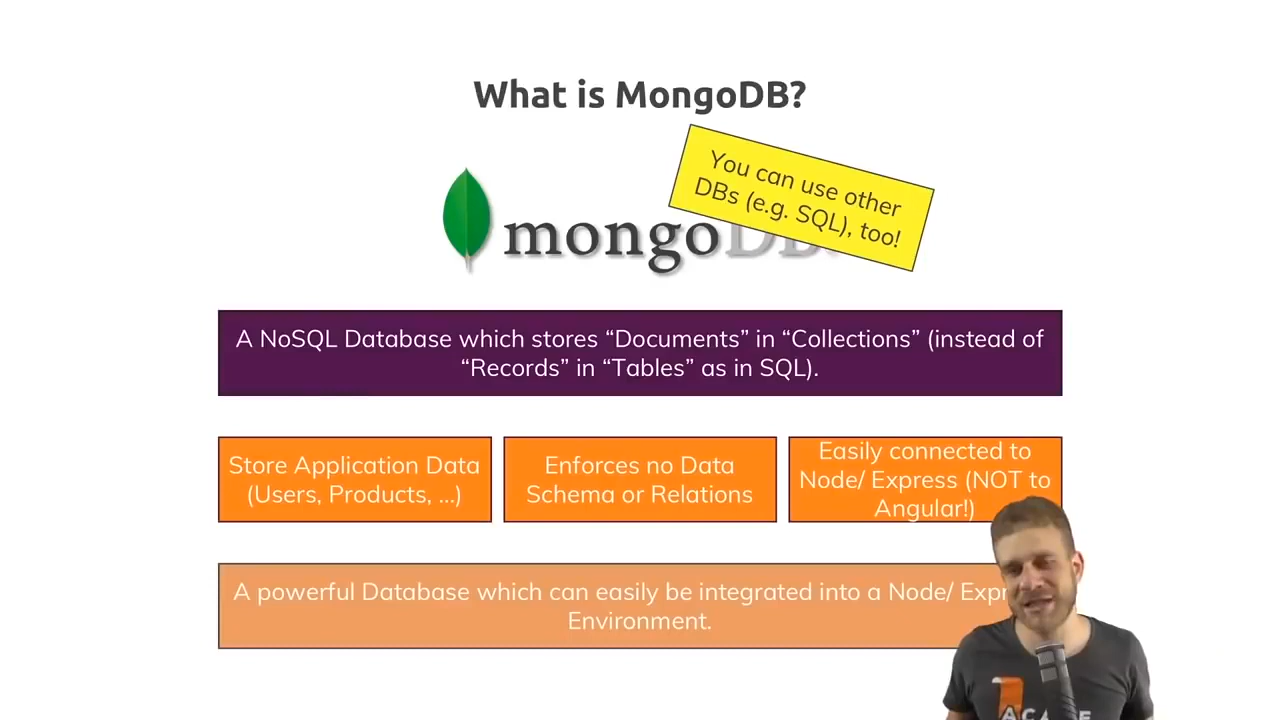 What is MongoDB?
You can use other
DBs (e.g. SQL), too!
mongoDB
A NoSQL Database which stores “Documents” in “Collections” (instead of
“Records” in “Tables” as in SQL).
Store Application Data
(Users, Products, ...)
Enforces no Data
Schema or Relations
Easily connected to
Node/ Express (NOT to
Angular!)
A powerful Database which can easily be integrated into a Node/ Expr
Environment.